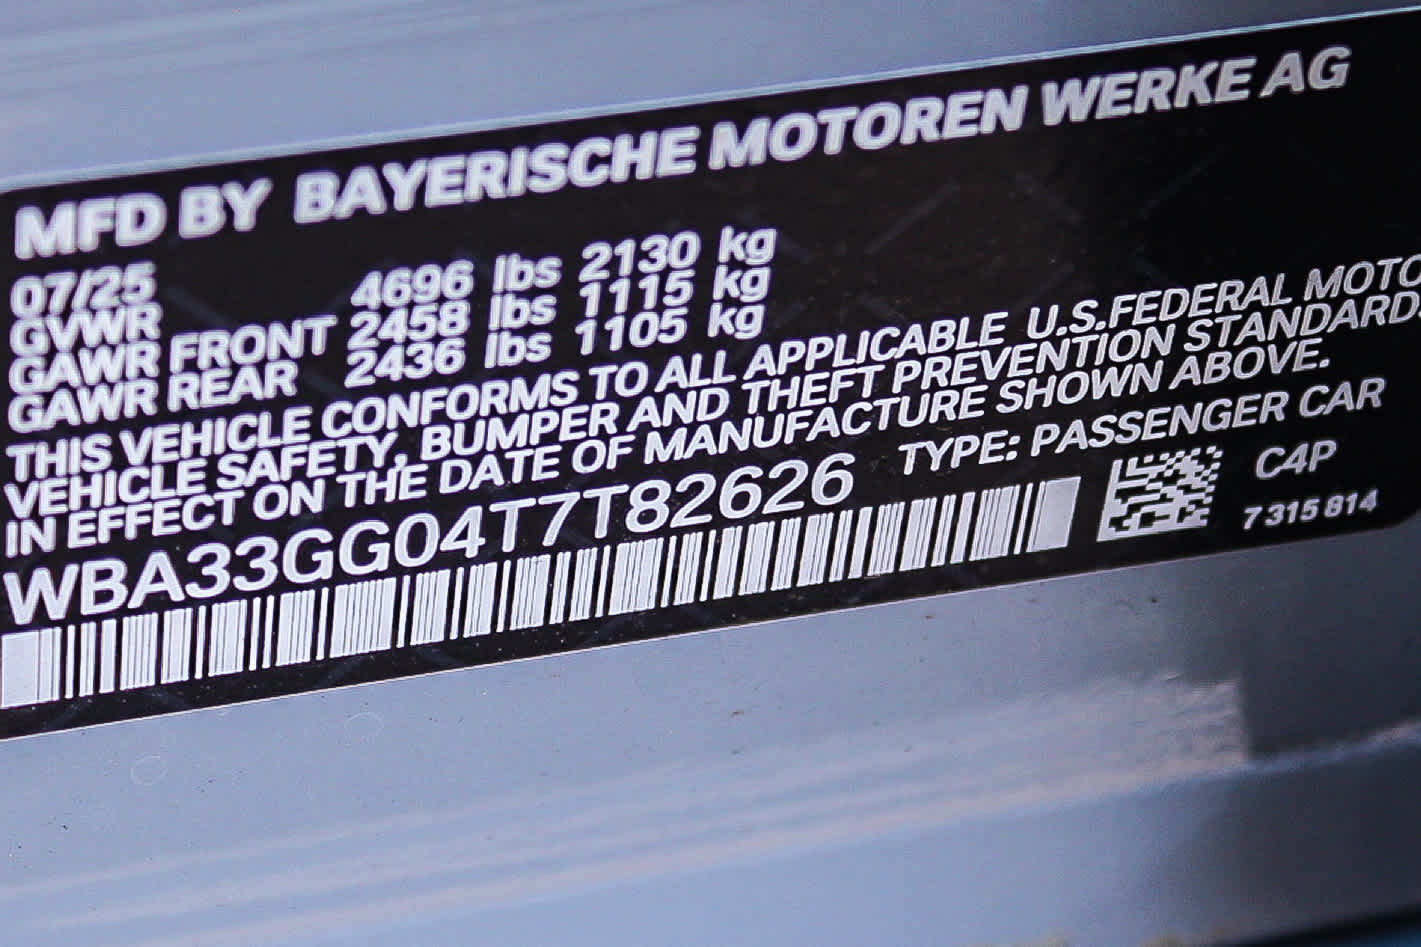 MFD BY BAYERISCHE MOTOREN WERKE AG
07/25
GVWR 4696 lbs 2130 kg
GAWR FRONT 2458 lbs 1115 kg
GAWR REAR 2436 lbs 1105 kg
THIS VEHICLE CONFORMS TO ALL APPLICABLE U.S.FEDERAL MOTO
VEHICLE SAFETY, BUMPER AND THEFT PREVENTION STANDARDS
IN EFFECT ON THE DATE OF MANUFACTURE SHOWN ABOVE.
WBA33GG04T7T82626 TYPE: PASSENGER CAR
C4P
7 315 814